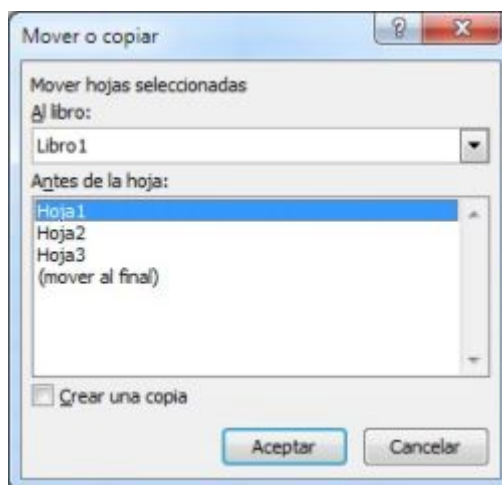 Mover o copiar
Mover hojas seleccionadas
Al libro:
Libro1
Antes de la hoja:
Hoja1
Hoja2
Hoja3
(mover al final)
Crear una copia
Aceptar
Cancelar